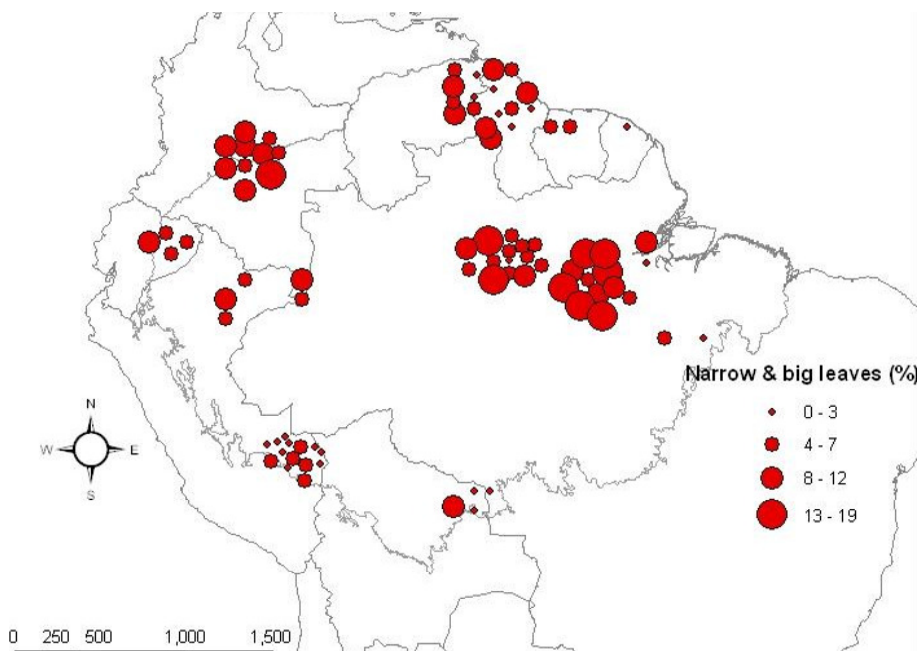 Narrow & big leaves (%)
0 - 3
4 - 7
8 - 12
13 - 19
N
W E
S
0 250 500 1,000 1,500